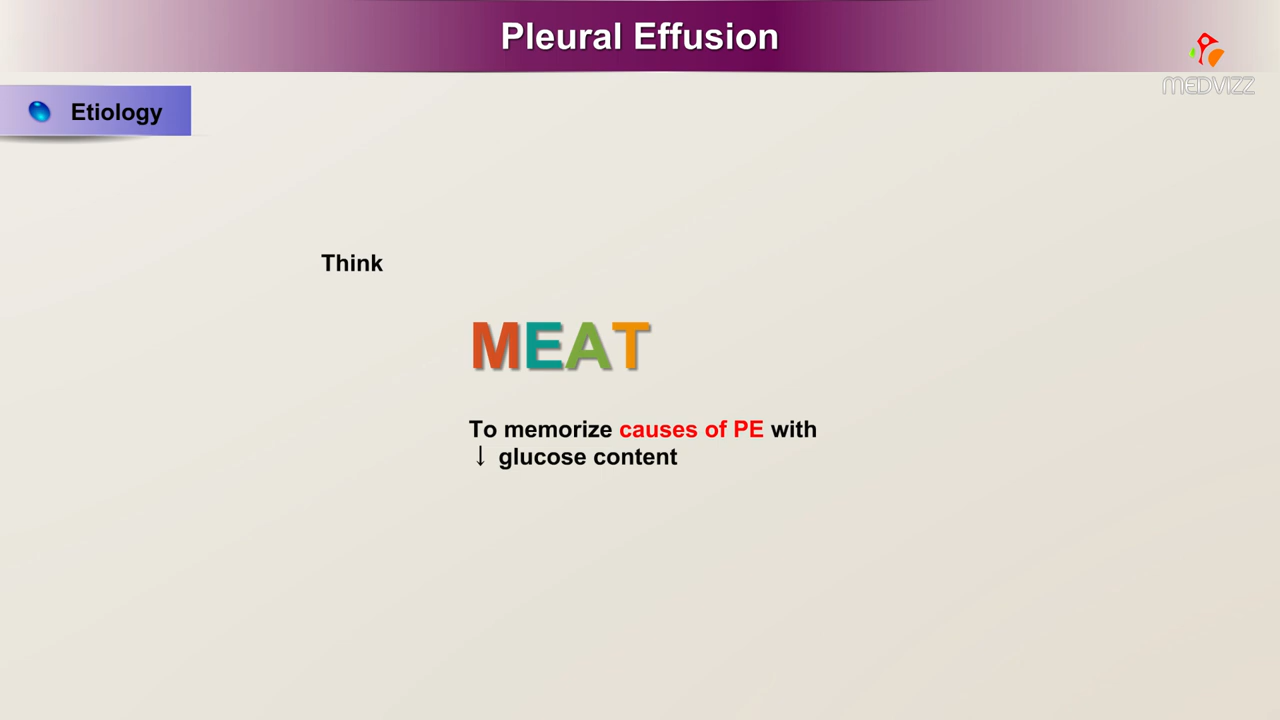 Pleural Effusion
MEDVIZZ
Etiology
Think
MEAT
To memorize causes of PE with
↓ glucose content